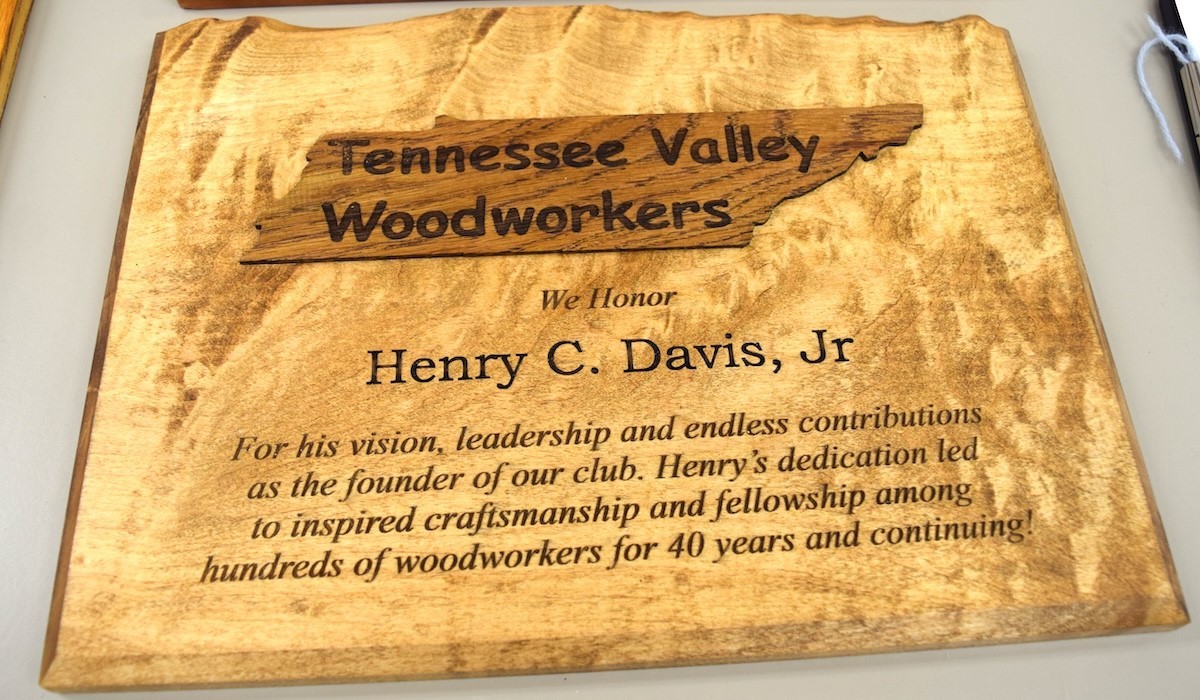 Tennessee Valley
Woodworkers
We Honor
Henry C. Davis, Jr
For his vision, leadership and endless contributions
as the founder of our club. Henry's dedication led
to inspired craftsmanship and fellowship among
hundreds of woodworkers for 40 years and continuing!